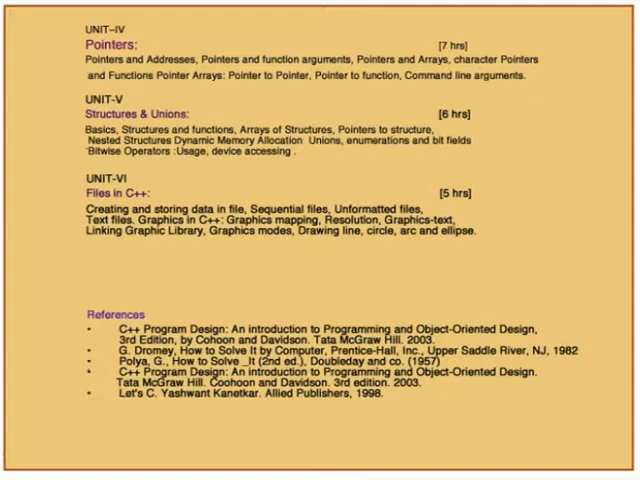 UNIT–IV
Pointers: [7 hrs]
Pointers and Addresses, Pointers and function arguments, Pointers and Arrays, character Pointers
and Functions Pointer Arrays: Pointer to Pointer, Pointer to function, Command line arguments.
UNIT-V
Structures & Unions: [6 hrs]
Basics, Structures and functions, Arrays of Structures, Pointers to structure,
Nested Structures Dynamic Memory Allocation Unions, enumerations and bit fields
Bitwise Operators :Usage, device accessing .
UNIT-VI
Files in C++: [5 hrs]
Creating and storing data in file, Sequential files, Unformatted files,
Text files. Graphics in C++: Graphics mapping, Resolution, Graphics-text,
Linking Graphic Library, Graphics modes, Drawing line, circle, arc and ellipse.
References
• C++ Program Design: An introduction to Programming and Object-Oriented Design,
3rd Edition, by Cohoon and Davidson. Tata McGraw Hill. 2003.
• G. Dromey, How to Solve It by Computer, Prentice-Hall, Inc., Upper Saddle River, NJ, 1982
• Polya, G., How to Solve _It (2nd ed.), Doubleday and co. (1957)
• C++ Program Design: An introduction to Programming and Object-Oriented Design.
Tata McGraw Hill. Coohoon and Davidson. 3rd edition. 2003.
• Let's C. Yashwant Kanetkar. Allied Publishers, 1998.